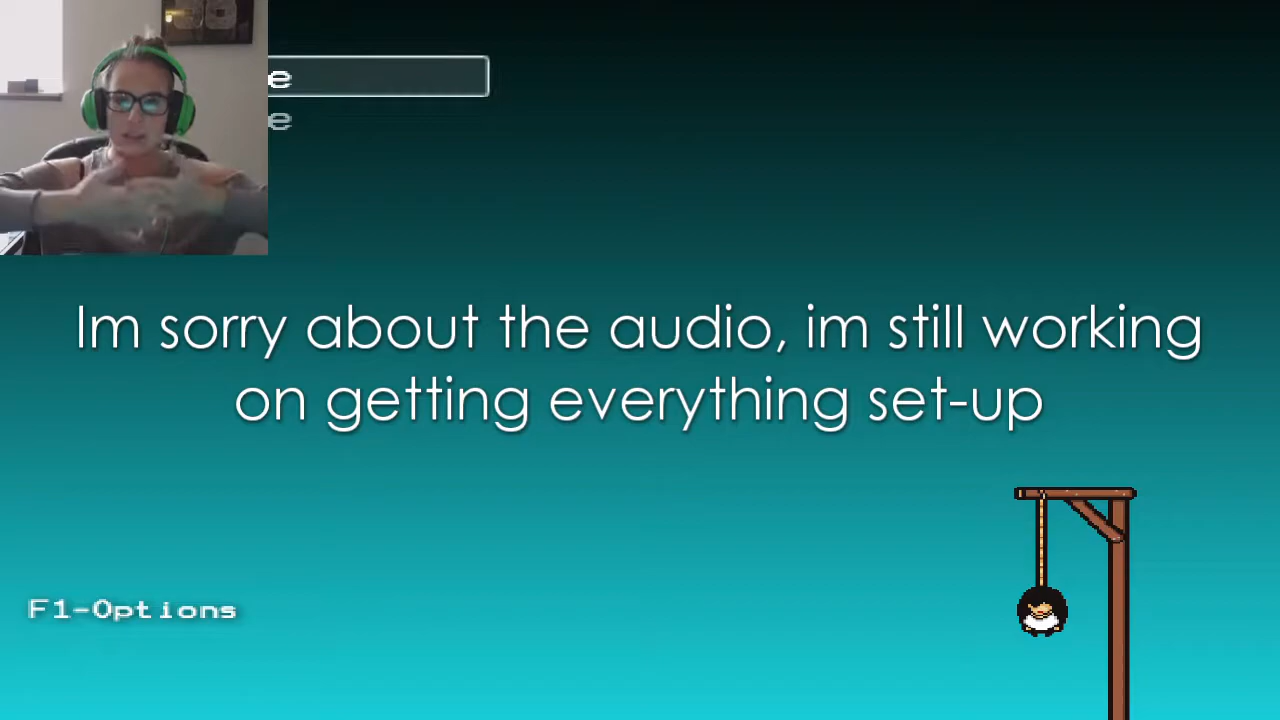 e
e
Im sorry about the audio, im still working
on getting everything set-up
F1-Options